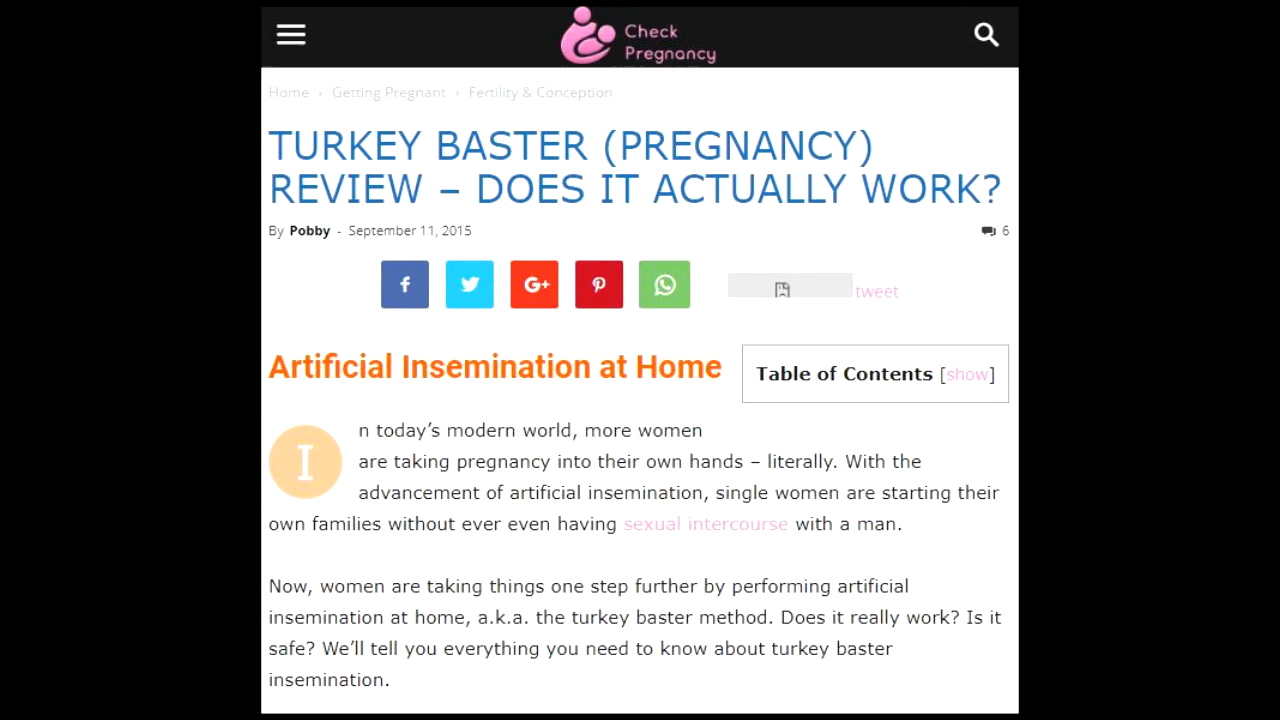 Check
Pregnancy
Home › Getting Pregnant › Fertility & Conception
TURKEY BASTER (PREGNANCY)
REVIEW – DOES IT ACTUALLY WORK?
By Pobby - September 11, 2015 6
f G+ tweet
Artificial Insemination at Home
Table of Contents [show]
In today’s modern world, more women
are taking pregnancy into their own hands – literally. With the
advancement of artificial insemination, single women are starting their
own families without ever even having sexual intercourse with a man.
Now, women are taking things one step further by performing artificial
insemination at home, a.k.a. the turkey baster method. Does it really work? Is it
safe? We’ll tell you everything you need to know about turkey baster
insemination.